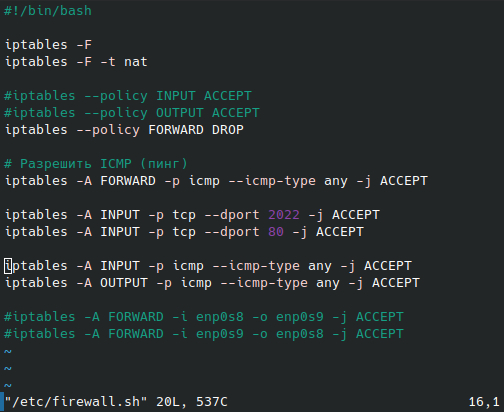 #!/bin/bash
iptables -F
iptables -F -t nat
#iptables --policy INPUT ACCEPT
#iptables --policy OUTPUT ACCEPT
iptables --policy FORWARD DROP
# Разрешить ICMP (пинг)
iptables -A FORWARD -p icmp --icmp-type any -j ACCEPT
iptables -A INPUT -p tcp --dport 2022 -j ACCEPT
iptables -A INPUT -p tcp --dport 80 -j ACCEPT
iptables -A INPUT -p icmp --icmp-type any -j ACCEPT
iptables -A OUTPUT -p icmp --icmp-type any -j ACCEPT
#iptables -A FORWARD -i enp0s8 -o enp0s9 -j ACCEPT
#iptables -A FORWARD -i enp0s9 -o enp0s8 -j ACCEPT
~
~
~
"/etc/firewall.sh" 20L, 537C 16,1